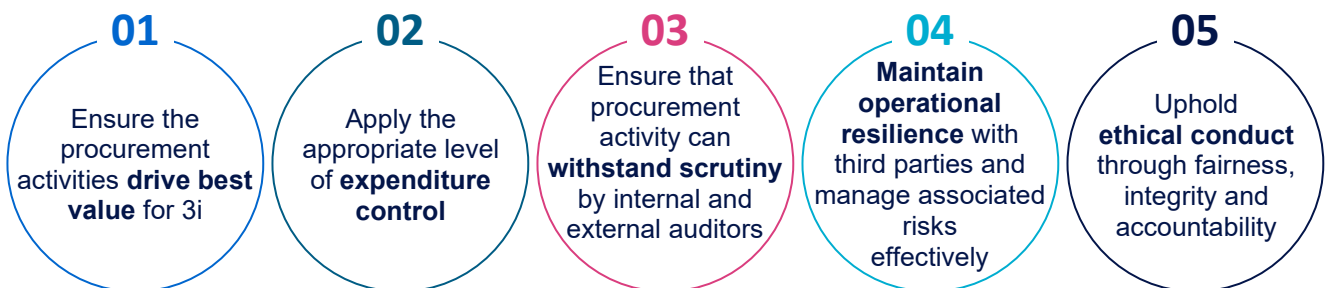 01
Ensure the
procurement
activities drive best
value for 3i
02
Apply the
appropriate level
of expenditure
control
03
Ensure that
procurement
activity can
withstand scrutiny
by internal and
external auditors
04
Maintain
operational
resilience with
third parties and
manage associated
risks
effectively
05
Uphold
ethical conduct
through fairness,
integrity and
accountability